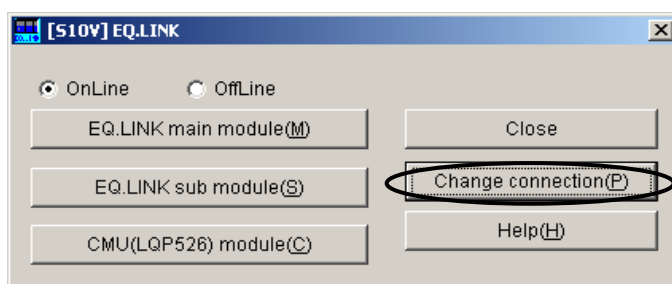 [S10V] EQ.LINK
OnLine OffLine
EQ.LINK main module(M) Close
EQ.LINK sub module(S) Change connection(P)
CMU(LQP526) module(C) Help(H)